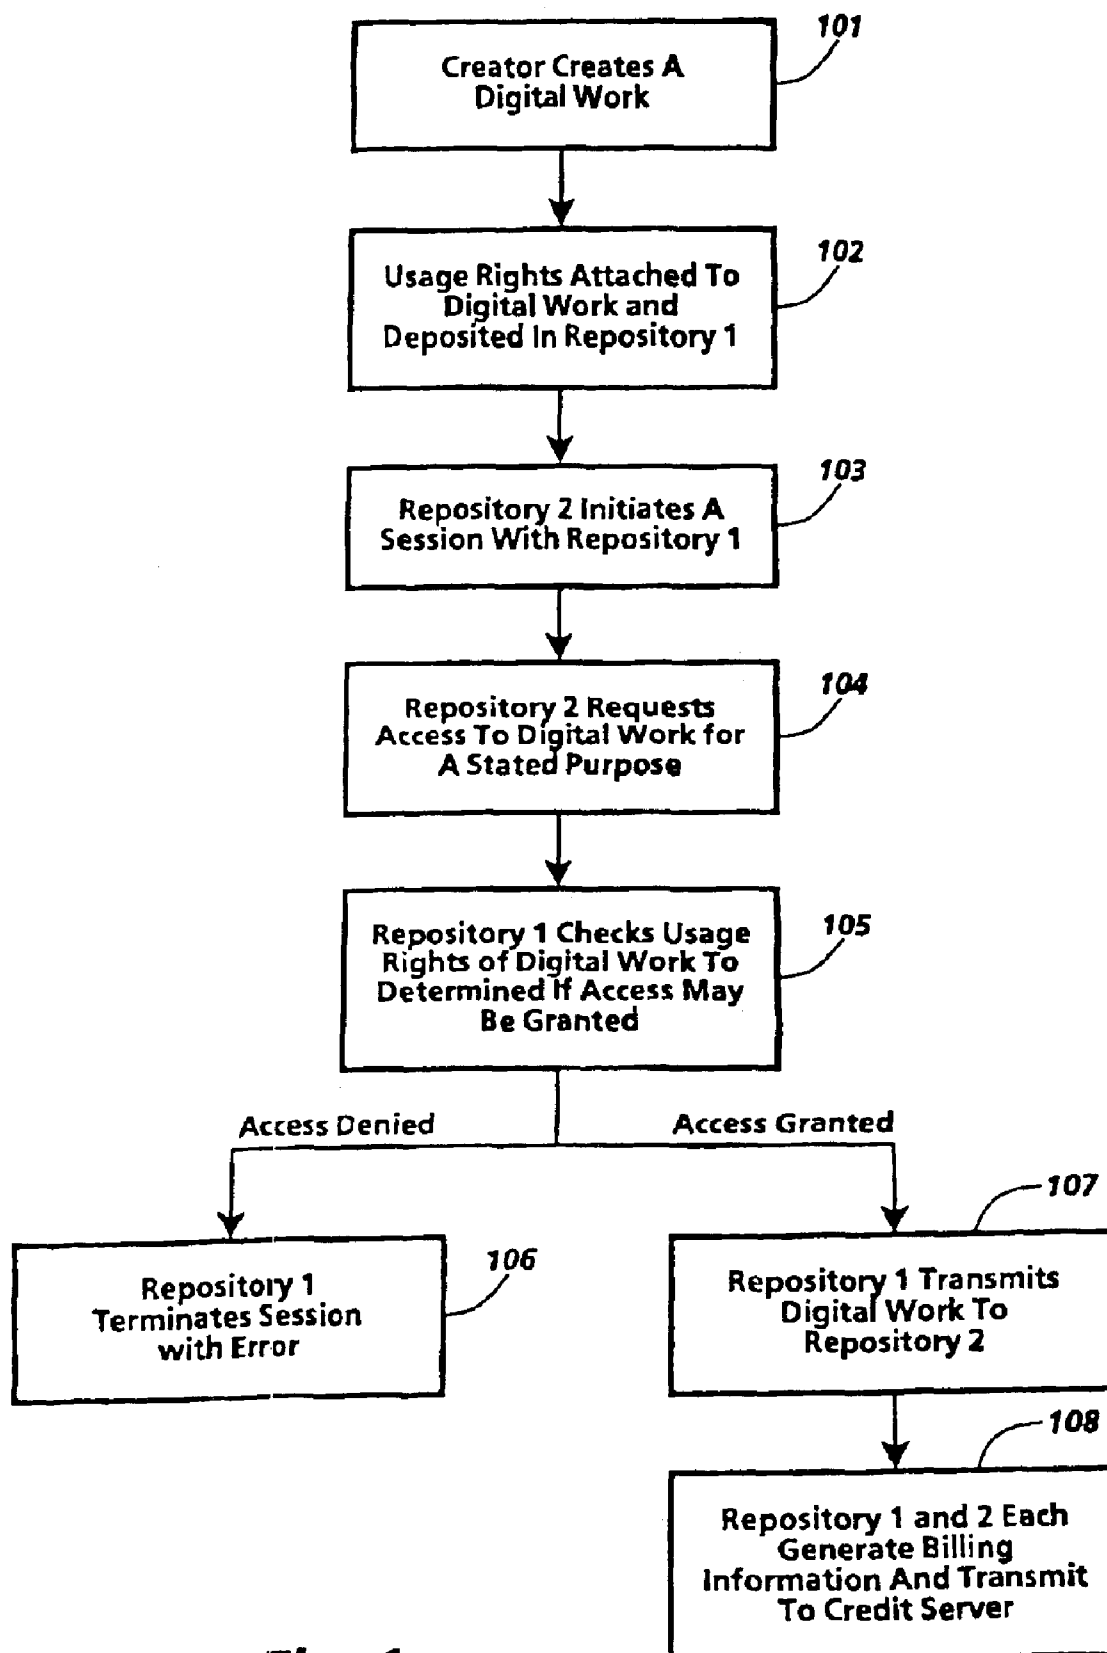 101
Creator Creates A
Digital Work
102
Usage Rights Attached To
Digital Work and
Deposited In Repository 1
103
Repository 2 Initiates A
Session With Repository 1
104
Repository 2 Requests
Access To Digital Work for
A Stated Purpose
105
Repository 1 Checks Usage
Rights of Digital Work To
Determined If Access May
Be Granted
Access Denied
Access Granted
106
Repository 1
Terminates Session
with Error
107
Repository 1 Transmits
Digital Work To
Repository 2
108
Repository 1 and 2 Each
Generate Billing
Information And Transmit
To Credit Server